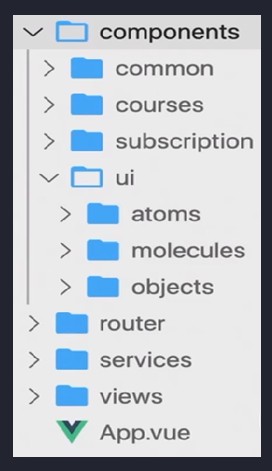 components
common
courses
subscription
ui
atoms
molecules
objects
router
services
views
App.vue